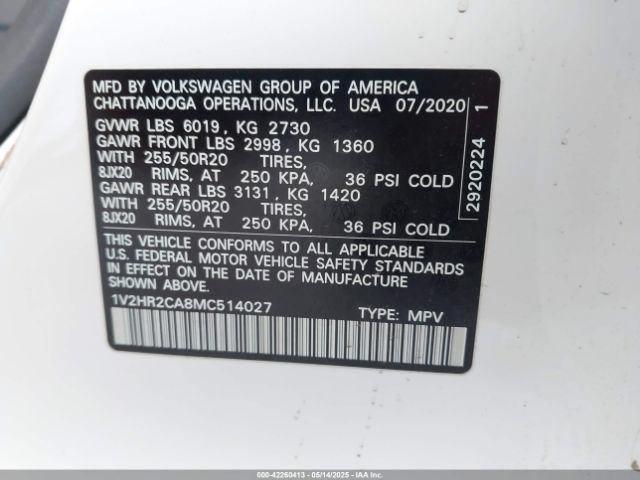 MFD BY VOLKSWAGEN GROUP OF AMERICA
CHATTANOOGA OPERATIONS, LLC. USA 07/2020
GVWR LBS 6019, KG 2730
GAWR FRONT LBS 2998, KG 1360
WITH 255/50R20 TIRES,
8JX20 RIMS, AT 250 KPA, 36 PSI COLD
GAWR REAR LBS 3131, KG 1420
WITH 255/50R20 TIRES,
8JX20 RIMS, AT 250 KPA, 36 PSI COLD
THIS VEHICLE CONFORMS TO ALL APPLICABLE
U.S. FEDERAL MOTOR VEHICLE SAFETY STANDARDS
IN EFFECT ON THE DATE OF MANUFACTURE
SHOWN ABOVE.
1V2HR2CA8MC514027 TYPE: MPV
2920224 1
000-42260413 - 05/14/2025 - IAAI.COM